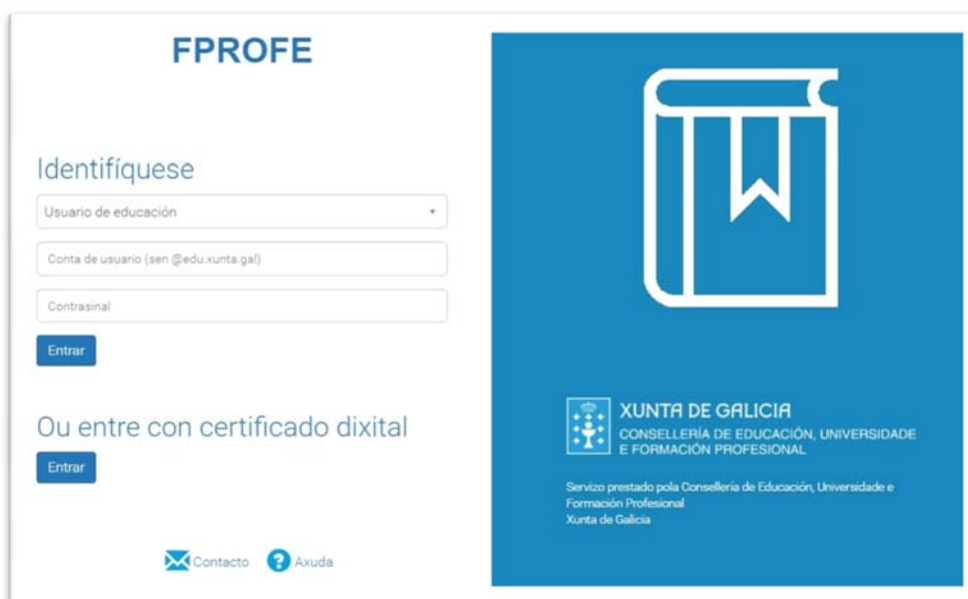 FPROFE
Identifíquese
Usuario de educación
Conta de usuario (sen @edu.xunta.gal)
Contrasinal
Entrar
Ou entre con certificado dixital
Entrar
Contacto
? Axuda
XUNTA DE GALICIA
CONSELLERÍA DE EDUCACIÓN, UNIVERSIDADE
E FORMACIÓN PROFESIONAL
Servizo prestado pola Consellería de Educación, Universidade e
Formación Profesional
Xunta de Galicia